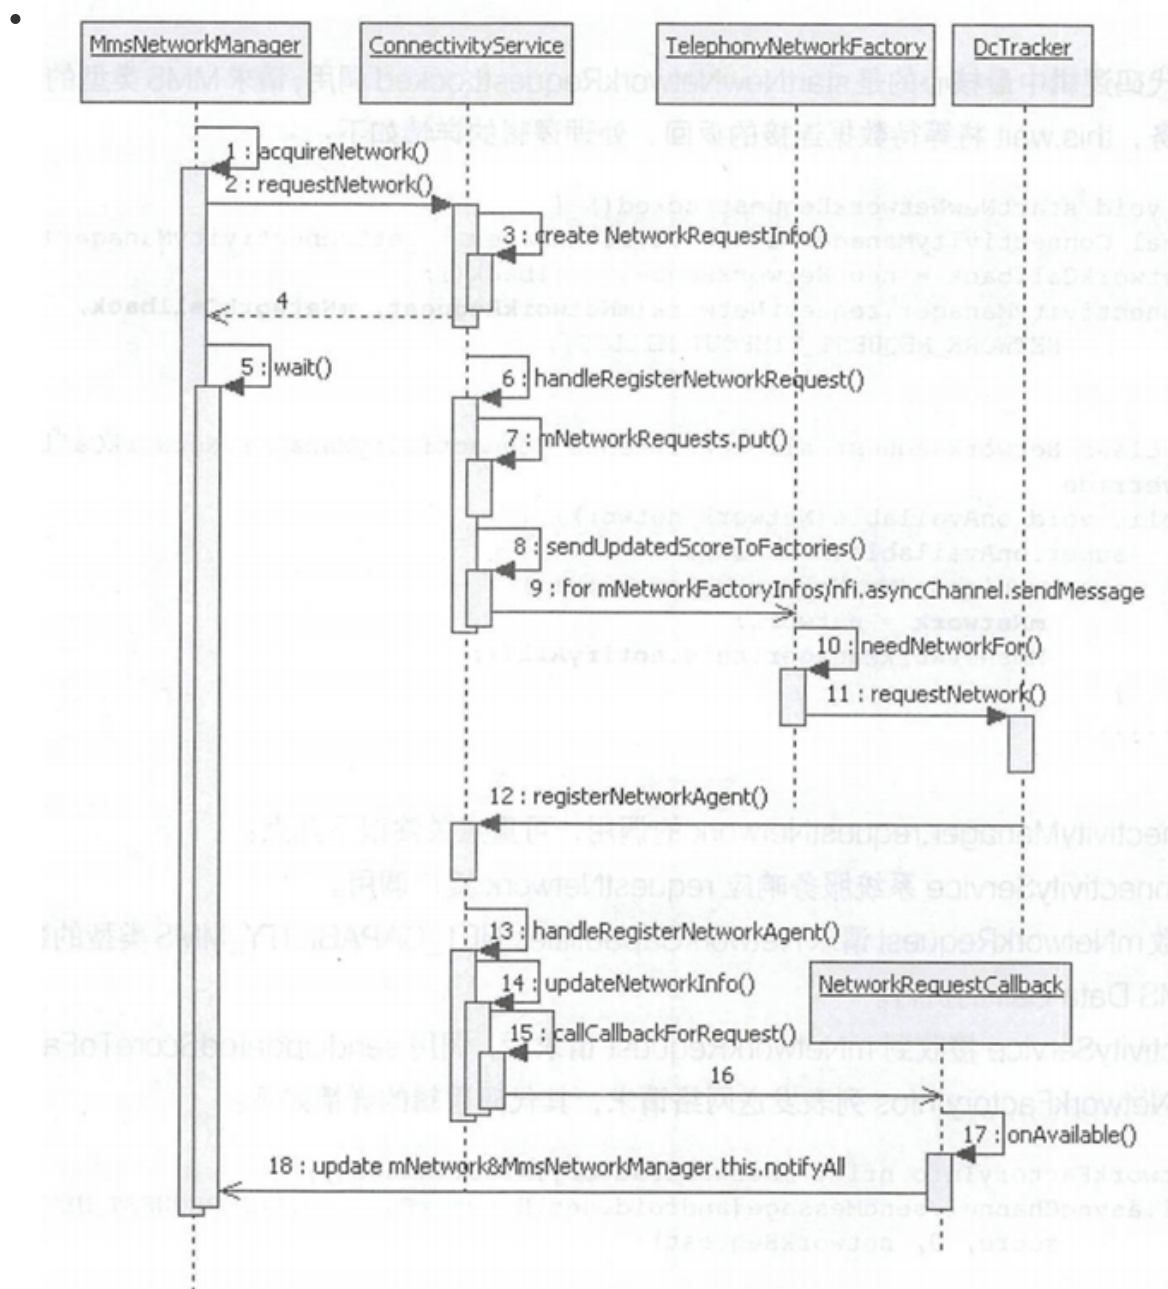 MmsNetworkManager
ConnectivityService
TelephonyNetworkFactory
DcTracker
1 : acquireNetwork()
2 : requestNetwork()
3 : create NetworkRequestInfo()
4
5 : wait()
6 : handleRegisterNetworkRequest()
7 : mNetworkRequests.put()
8 : sendUpdatedScoreToFactories()
9 : for mNetworkFactoryInfos/nfi.asyncChannel.sendMessage
10 : needNetworkFor()
11 : requestNetwork()
12 : registerNetworkAgent()
13 : handleRegisterNetworkAgent()
14 : updateNetworkInfo()
NetworkRequestCallback
15 : callCallbackForRequest()
16
17 : onAvailable()
18 : update mNetwork&MmsNetworkManager.this.notifyAll